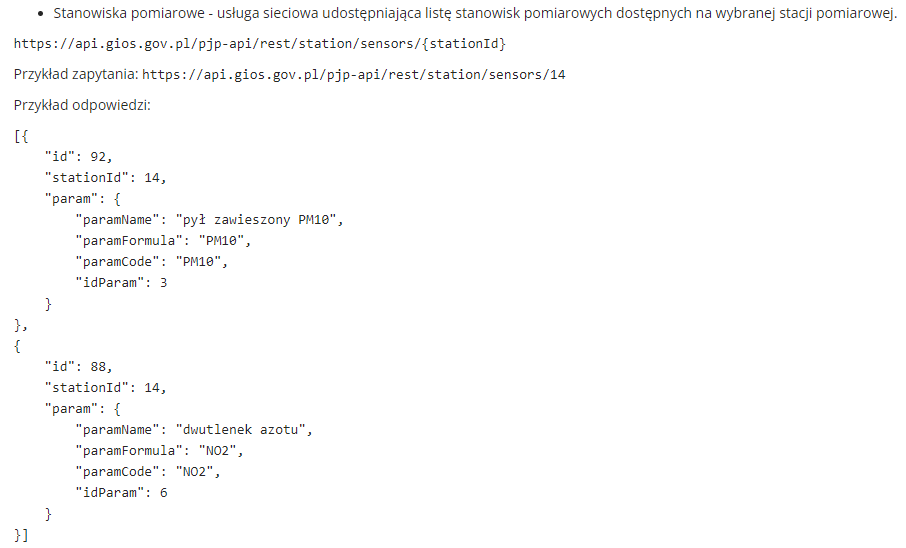 • Stanowiska pomiarowe - usługa sieciowa udostępniająca listę stanowisk pomiarowych dostępnych na wybranej stacji pomiarowej.
https://api.gios.gov.pl/pjp-api/rest/station/sensors/{stationId}
Przykład zapytania: https://api.gios.gov.pl/pjp-api/rest/station/sensors/14
Przykład odpowiedzi:
[{
    "id": 92,
    "stationId": 14,
    "param": {
        "paramName": "pył zawieszony PM10",
        "paramFormula": "PM10",
        "paramCode": "PM10",
        "idParam": 3
    }
},
{
    "id": 88,
    "stationId": 14,
    "param": {
        "paramName": "dwutlenek azotu",
        "paramFormula": "NO2",
        "paramCode": "NO2",
        "idParam": 6
    }
}]